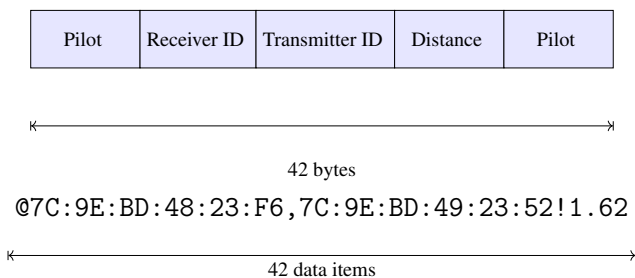 Pilot Receiver ID Transmitter ID Distance Pilot
42 bytes
@7C:9E:BD:48:23:F6,7C:9E:BD:49:23:52!1.62
42 data items